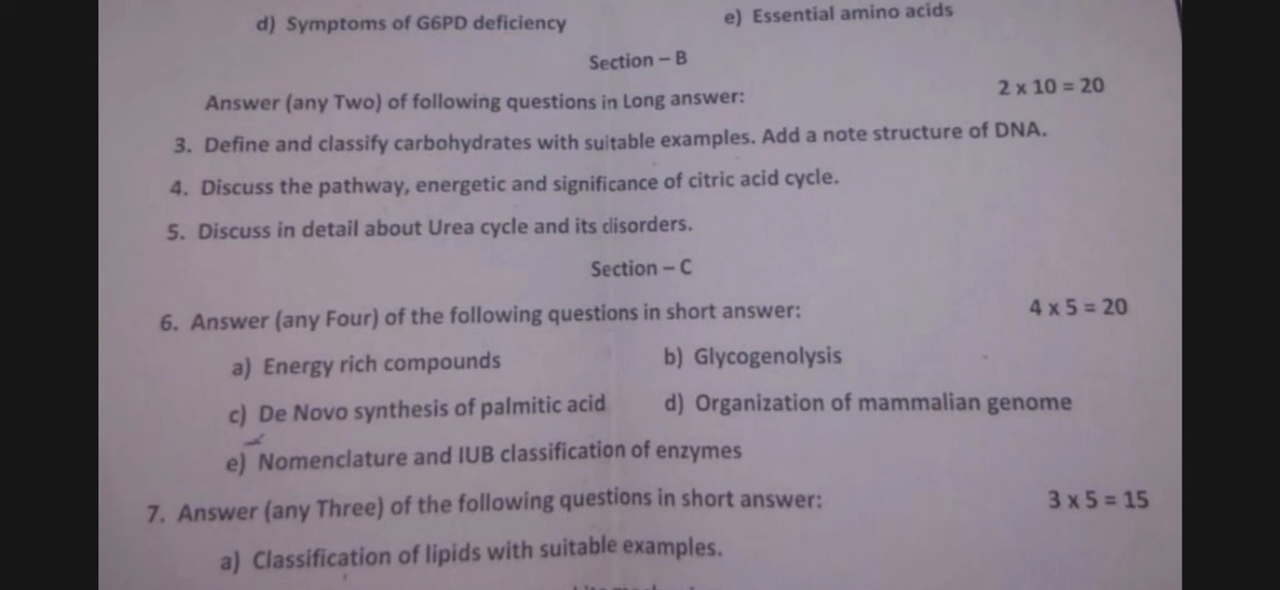 d) Symptoms of G6PD deficiency e) Essential amino acids
Section – B
Answer (any Two) of following questions in Long answer: 2 x 10 = 20
3. Define and classify carbohydrates with suitable examples. Add a note structure of DNA.
4. Discuss the pathway, energetic and significance of citric acid cycle.
5. Discuss in detail about Urea cycle and its disorders.
Section – C
6. Answer (any Four) of the following questions in short answer: 4 x 5 = 20
a) Energy rich compounds b) Glycogenolysis
c) De Novo synthesis of palmitic acid d) Organization of mammalian genome
e) Nomenclature and IUB classification of enzymes
7. Answer (any Three) of the following questions in short answer: 3 x 5 = 15
a) Classification of lipids with suitable examples.